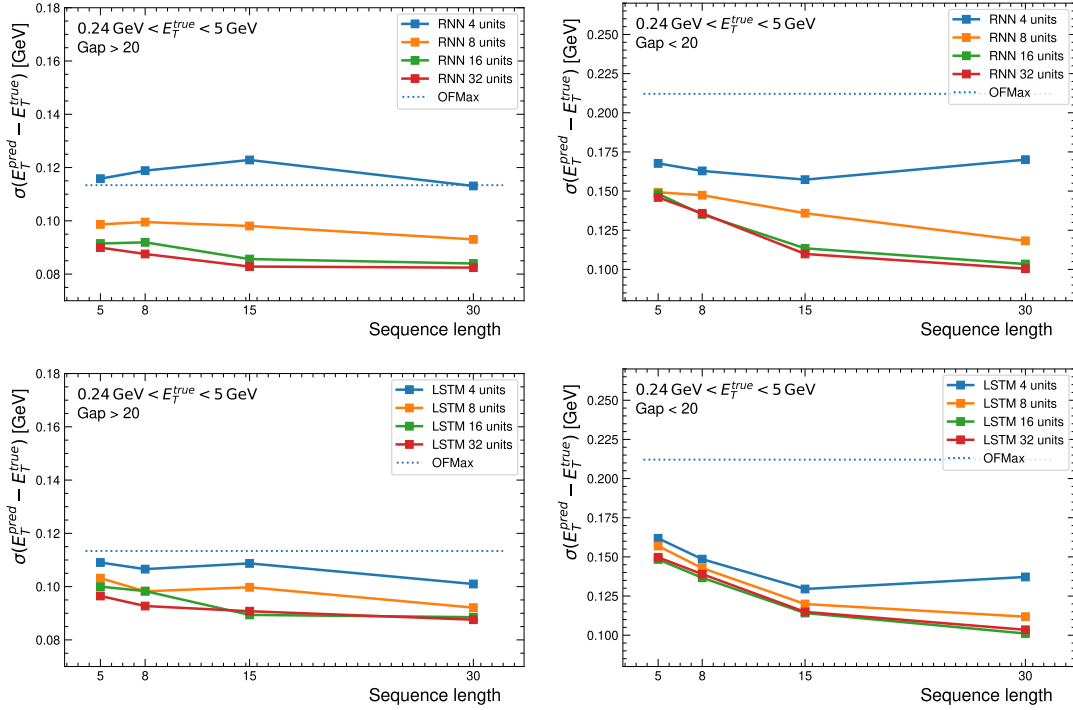 0.24 GeV < E_T^true < 5 GeV
Gap > 20
RNN 4 units
RNN 8 units
RNN 16 units
RNN 32 units
OFMax
σ(E_T^pred − E_T^true) [GeV]
0.18
0.16
0.14
0.12
0.10
0.08
5 8 15 30
Sequence length
0.24 GeV < E_T^true < 5 GeV
Gap < 20
RNN 4 units
RNN 8 units
RNN 16 units
RNN 32 units
OFMax
σ(E_T^pred − E_T^true) [GeV]
0.250
0.225
0.200
0.175
0.150
0.125
0.100
5 8 15 30
Sequence length
0.24 GeV < E_T^true < 5 GeV
Gap > 20
LSTM 4 units
LSTM 8 units
LSTM 16 units
LSTM 32 units
OFMax
σ(E_T^pred − E_T^true) [GeV]
0.18
0.16
0.14
0.12
0.10
0.08
5 8 15 30
Sequence length
0.24 GeV < E_T^true < 5 GeV
Gap < 20
LSTM 4 units
LSTM 8 units
LSTM 16 units
LSTM 32 units
OFMax
σ(E_T^pred − E_T^true) [GeV]
0.250
0.225
0.200
0.175
0.150
0.125
0.100
5 8 15 30
Sequence length